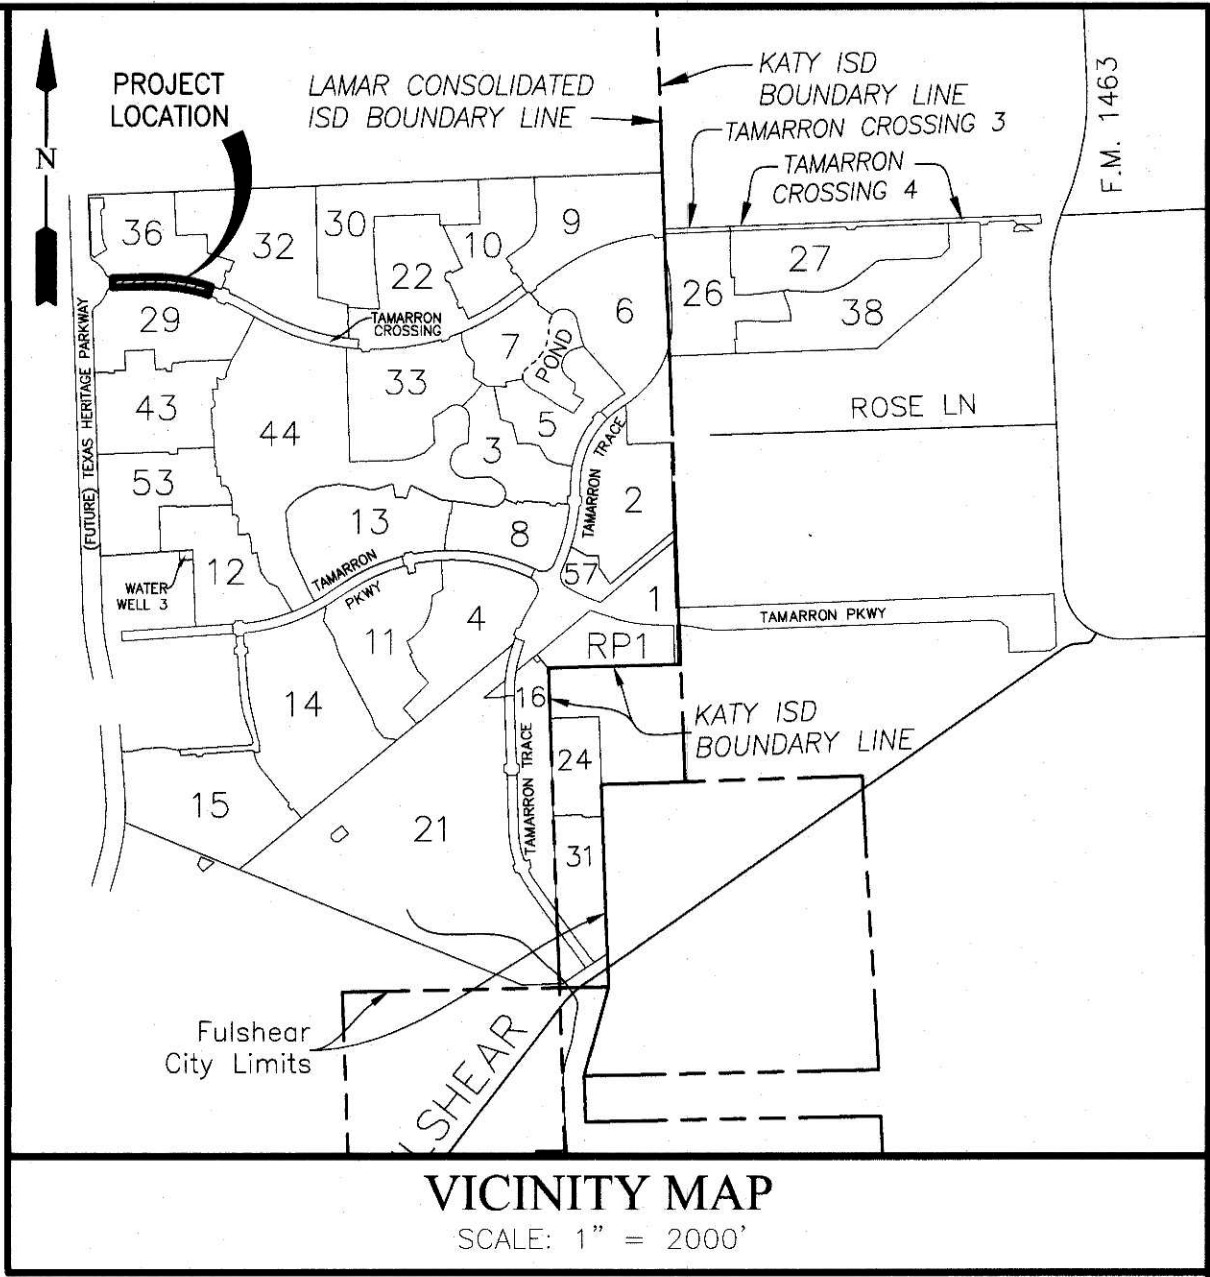 PROJECT
LOCATION
LAMAR CONSOLIDATED
ISD BOUNDARY LINE
KATY ISD
BOUNDARY LINE
TAMARRON CROSSING 3
TAMARRON
CROSSING 4
F.M. 1463
N
36
32
30
22
10
9
29
TAMARRON
CROSSING
7
POND
6
26
27
38
(FUTURE) TEXAS HERITAGE PARKWAY
43
44
33
3
5
ROSE LN
53
13
8
TAMARRON TRACE
2
WATER
WELL 3
12
TAMARRON
PKWY
57
1
TAMARRON PKWY
11
4
RP1
14
16
KATY ISD
BOUNDARY LINE
15
21
TAMARRON TRACE
24
31
Fulshear
City Limits
LSHEAR
VICINITY MAP
SCALE: 1" = 2000'